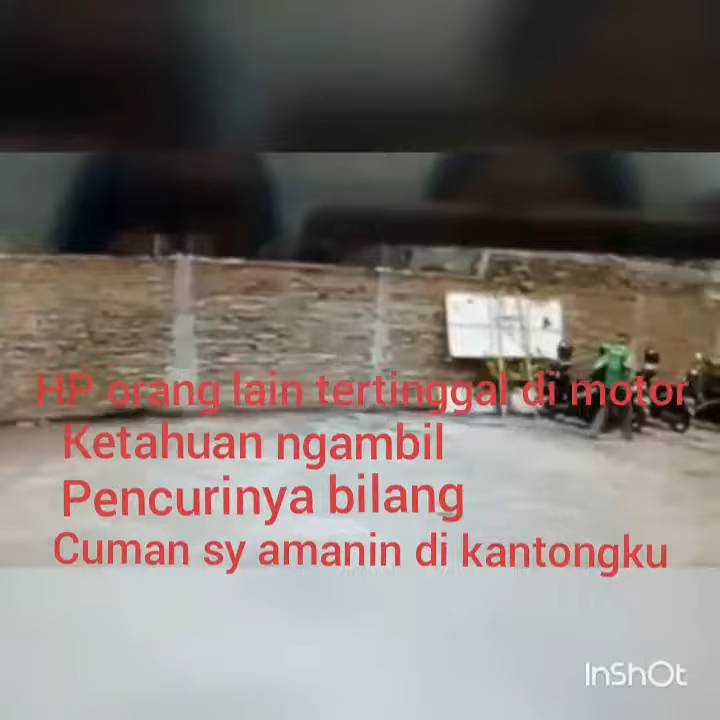 HP orang lain tertinggal di motor
Ketahuan ngambil
Pencurinya bilang
Cuman sy amanin di kantongku
InShOt